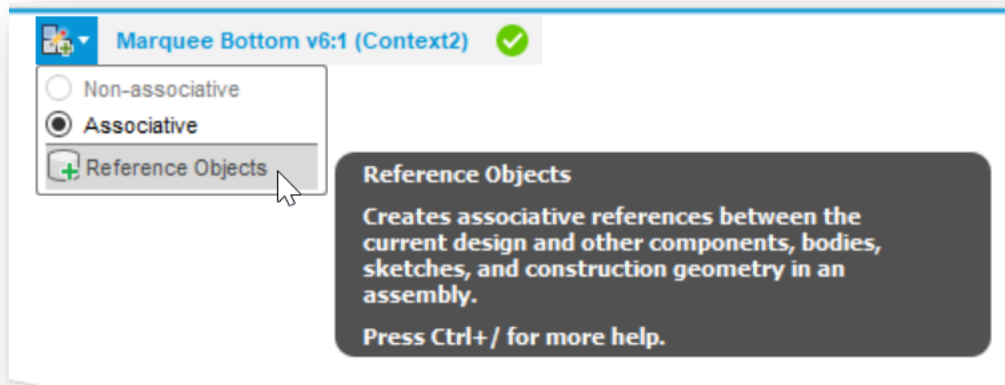 Marquee Bottom v6:1 (Context2)
Non-associative
Associative
Reference Objects
Reference Objects
Creates associative references between the
current design and other components, bodies,
sketches, and construction geometry in an
assembly.
Press Ctrl+/ for more help.